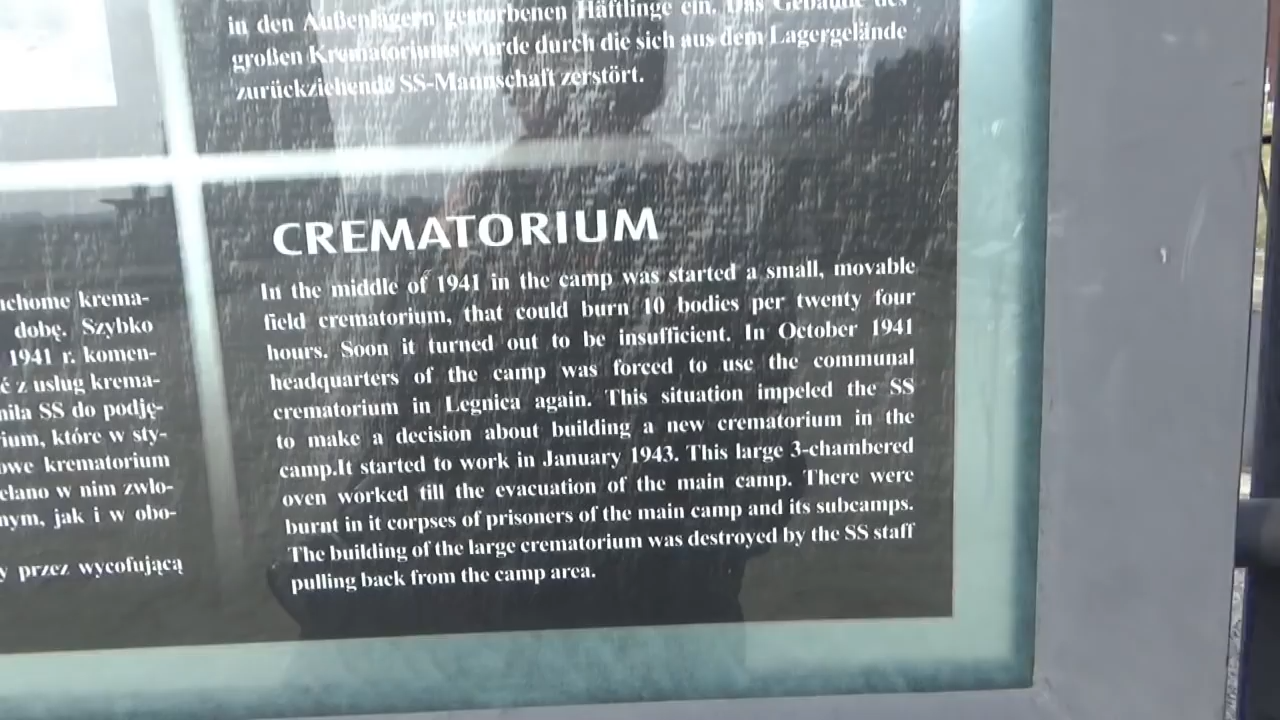 in den Außenlägern gestorbenen Häftlinge ein. Das Gebäude des
großen Krematoriums wurde durch die sich aus dem Lagergelände
zurückziehende SS-Mannschaft zerstört.
chome krema-
dobę. Szybko
1941 r. komen-
z usług krema-
SS do podję-
które w sty-
krematorium
w nim zwło-
jak i w obo-
przez wycofującą
CREMATORIUM
In the middle of 1941 in the camp was started a small, movable
field crematorium, that could burn 10 bodies per twenty four
hours. Soon it turned out to be insufficient. In October 1941
headquarters of the camp was forced to use the communal
crematorium in Legnica again. This situation impeled the SS
to make a decision about building a new crematorium in the
camp.It started to work in January 1943. This large 3-chambered
oven worked till the evacuation of the main camp. There were
burnt in it corpses of prisoners of the main camp and its subcamps.
The building of the large crematorium was destroyed by the SS staff
pulling back from the camp area.